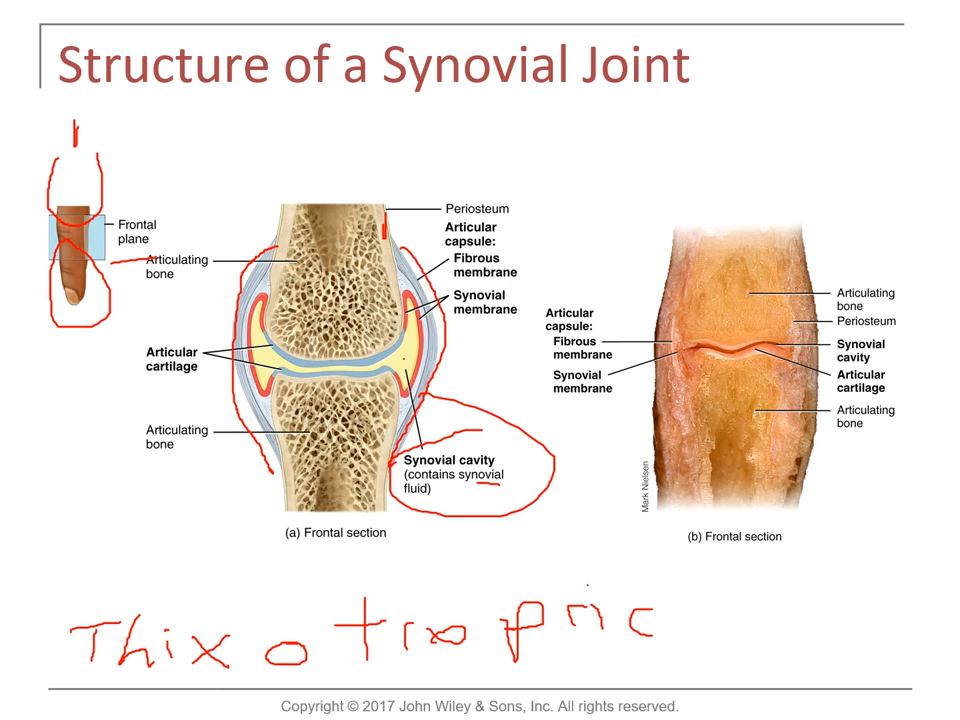 Structure of a Synovial Joint
Frontal
plane
Articulating
bone
Periosteum
Articular
capsule:
Fibrous
membrane
Synovial
membrane
Articular
cartilage
Articulating
bone
Synovial cavity
(contains synovial
fluid)
(a) Frontal section
Articular
capsule:
Fibrous
membrane
Synovial
membrane
Articulating
bone
Periosteum
Synovial
cavity
Articular
cartilage
Articulating
bone
Mark Nielsen
(b) Frontal section
Copyright © 2017 John Wiley & Sons, Inc. All rights reserved.